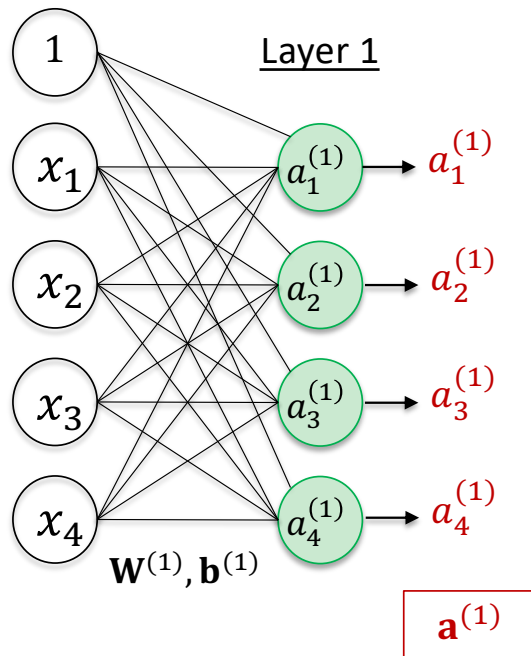 1
Layer 1
x₁ a₁⁽¹⁾ a₁⁽¹⁾
x₂ a₂⁽¹⁾ a₂⁽¹⁾
x₃ a₃⁽¹⁾ a₃⁽¹⁾
x₄ a₄⁽¹⁾ a₄⁽¹⁾
W⁽¹⁾, b⁽¹⁾
a⁽¹⁾